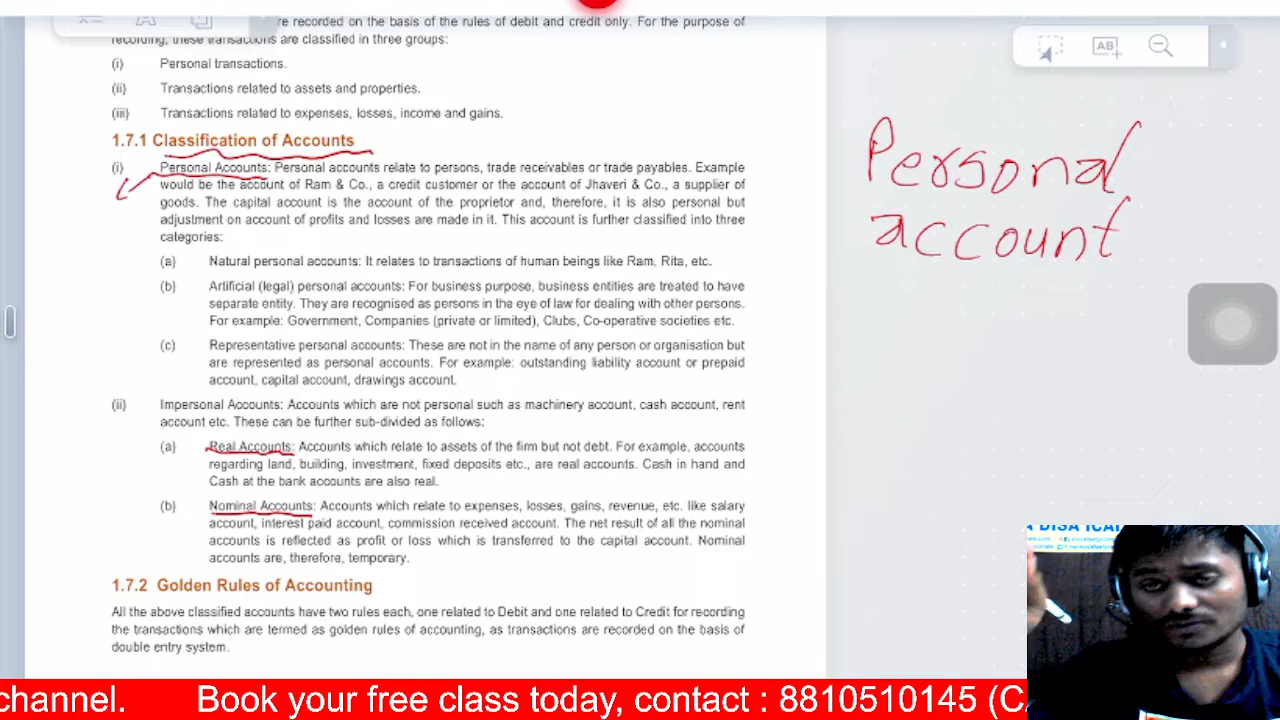 re recorded on the basis of the rules of debit and credit only. For the purpose of
recording, these transactions are classified in three groups:
(i) Personal transactions.
(ii) Transactions related to assets and properties.
(iii) Transactions related to expenses, losses, income and gains.
1.7.1 Classification of Accounts
(i) Personal Accounts: Personal accounts relate to persons, trade receivables or trade payables. Example
would be the account of Ram & Co., a credit customer or the account of Jhaveri & Co., a supplier of
goods. The capital account is the account of the proprietor and, therefore, it is also personal but
adjustment on account of profits and losses are made in it. This account is further classified into three
categories:
(a) Natural personal accounts: It relates to transactions of human beings like Ram, Rita, etc.
(b) Artificial (legal) personal accounts: For business purpose, business entities are treated to have
separate entity. They are recognised as persons in the eye of law for dealing with other persons.
For example: Government, Companies (private or limited), Clubs, Co-operative societies etc.
(c) Representative personal accounts: These are not in the name of any person or organisation but
are represented as personal accounts. For example: outstanding liability account or prepaid
account, capital account, drawings account.
(ii) Impersonal Accounts: Accounts which are not personal such as machinery account, cash account, rent
account etc. These can be further sub-divided as follows:
(a) Real Accounts: Accounts which relate to assets of the firm but not debt. For example, accounts
regarding land, building, investment, fixed deposits etc., are real accounts. Cash in hand and
Cash at the bank accounts are also real.
(b) Nominal Accounts: Accounts which relate to expenses, losses, gains, revenue, etc. like salary
account, interest paid account, commission received account. The net result of all the nominal
accounts is reflected as profit or loss which is transferred to the capital account. Nominal
accounts are, therefore, temporary.
1.7.2 Golden Rules of Accounting
All the above classified accounts have two rules each, one related to Debit and one related to Credit for recording
the transactions which are termed as golden rules of accounting, as transactions are recorded on the basis of
double entry system.
AB
Personal
account
A DISA ICAI
channel. Book your free class today, contact : 8810510145 (CA